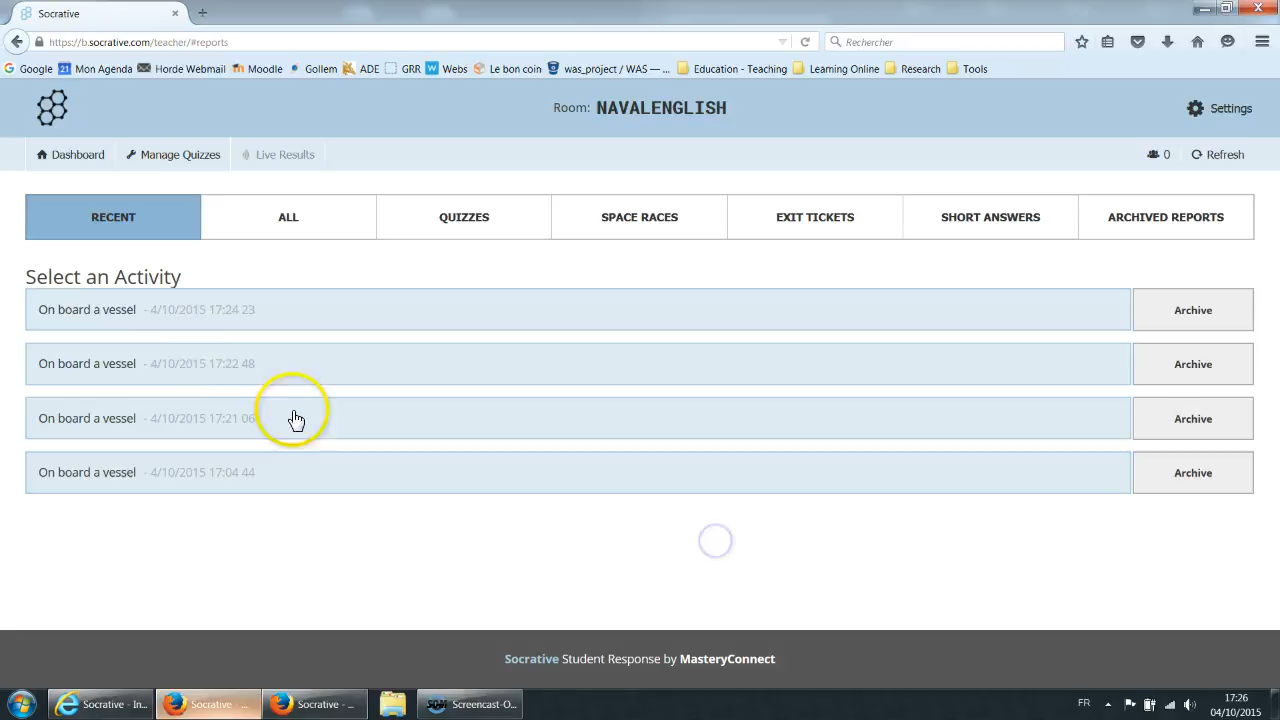 Socrative
https://b.socrative.com/teacher/#reports
Rechercher
Google Mon Agenda Horde Webmail Moodle Gollem ADE GRR Webs Le bon coin was_project / WAS — ... Education - Teaching Learning Online Research Tools
Room: NAVALENGLISH
Settings
Dashboard Manage Quizzes Live Results 0 Refresh
RECENT ALL QUIZZES SPACE RACES EXIT TICKETS SHORT ANSWERS ARCHIVED REPORTS
Select an Activity
On board a vessel - 4/10/2015 17:24 23 Archive
On board a vessel - 4/10/2015 17:22 48 Archive
On board a vessel - 4/10/2015 17:21 06 Archive
On board a vessel - 4/10/2015 17:04 44 Archive
Socrative Student Response by MasteryConnect
Socrative - In... Socrative - ... Socrative - ... SOM Screencast-O... FR 17:26
04/10/2015